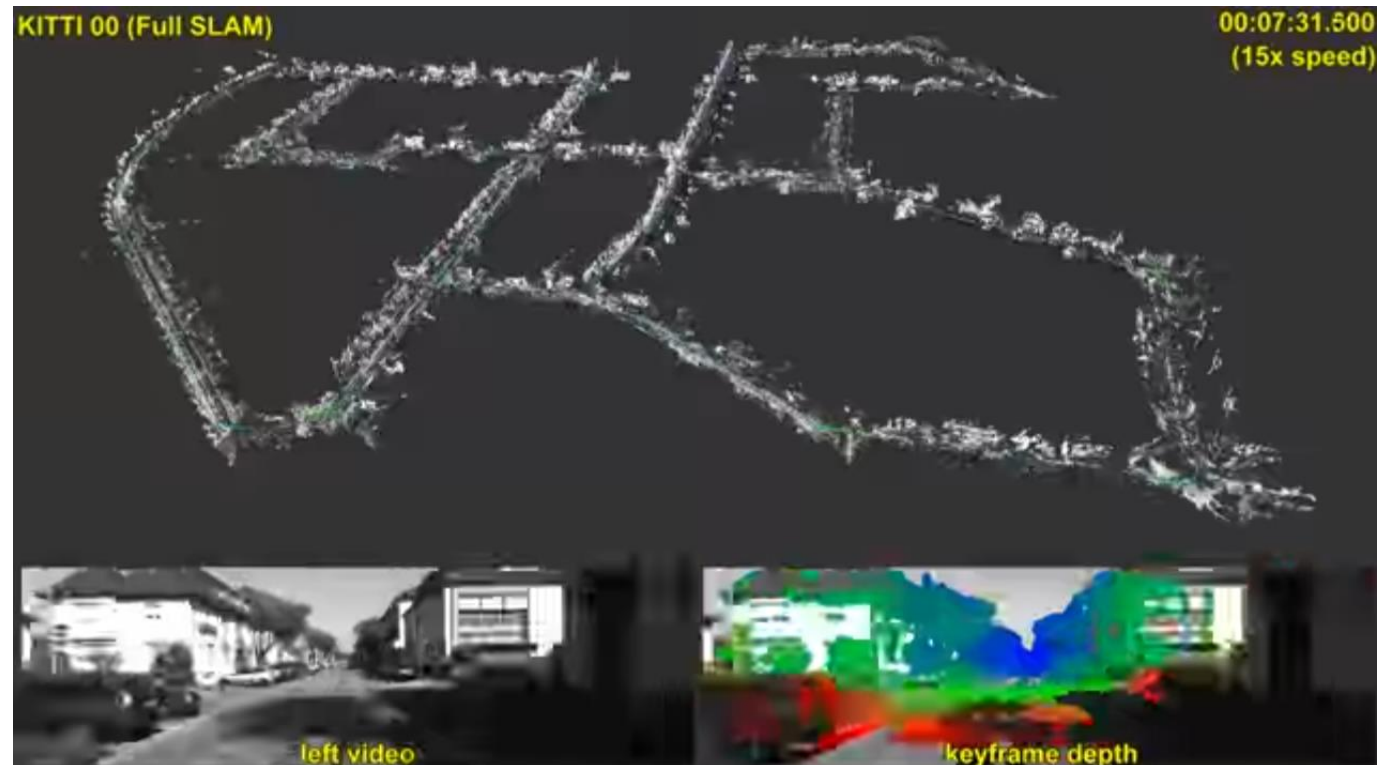 KITTI 00 (Full SLAM)
00:07:31.500
(15x speed)
left video
keyframe depth